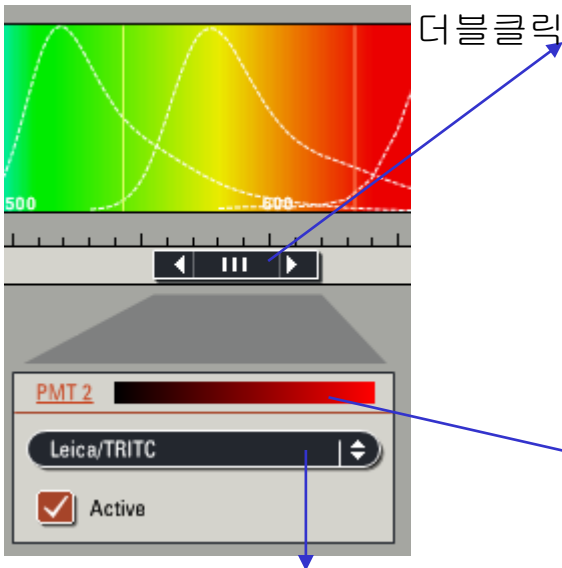 더블클릭
500 600
PMT 2
Leica/TRITC
Active